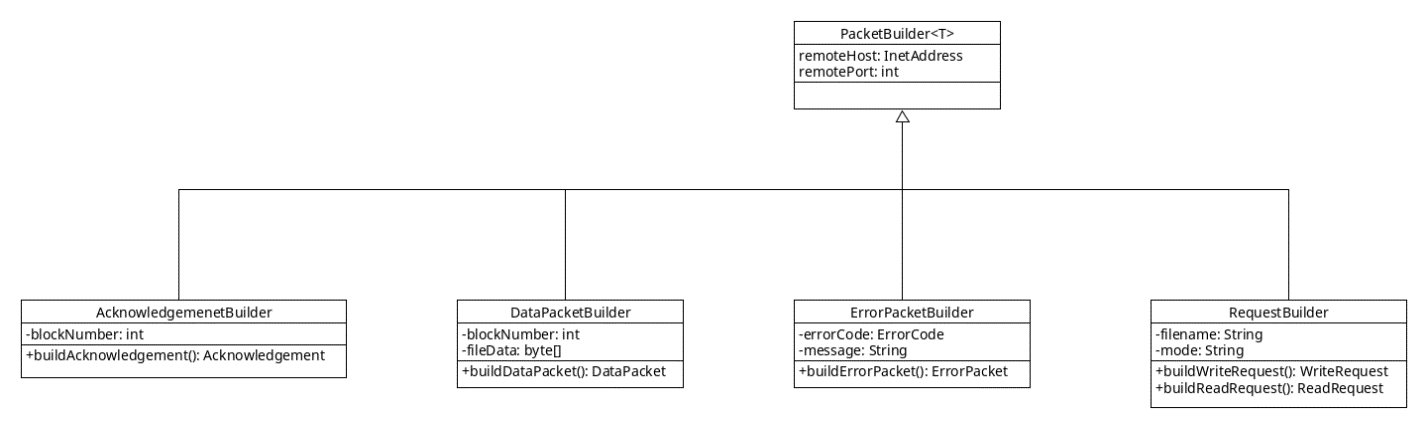 PacketBuilder<T>
remoteHost: InetAddress
remotePort: int
AcknowledgemenetBuilder
-blockNumber: int
+buildAcknowledgement(): Acknowledgement
DataPacketBuilder
-blockNumber: int
-fileData: byte[]
+buildDataPacket(): DataPacket
ErrorPacketBuilder
-errorCode: ErrorCode
-message: String
+buildErrorPacket(): ErrorPacket
RequestBuilder
-filename: String
-mode: String
+buildWriteRequest(): WriteRequest
+buildReadRequest(): ReadRequest